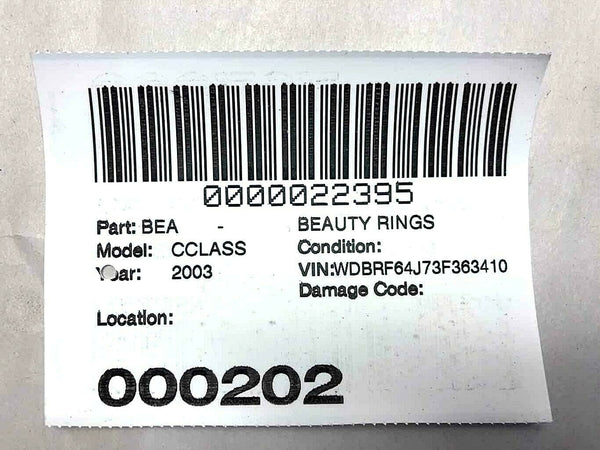 0000022395
Part: BEA - BEAUTY RINGS
Model: CCLASS Condition:
Year: 2003 VIN:WDBRF64J73F363410
Damage Code:
Location:
000202